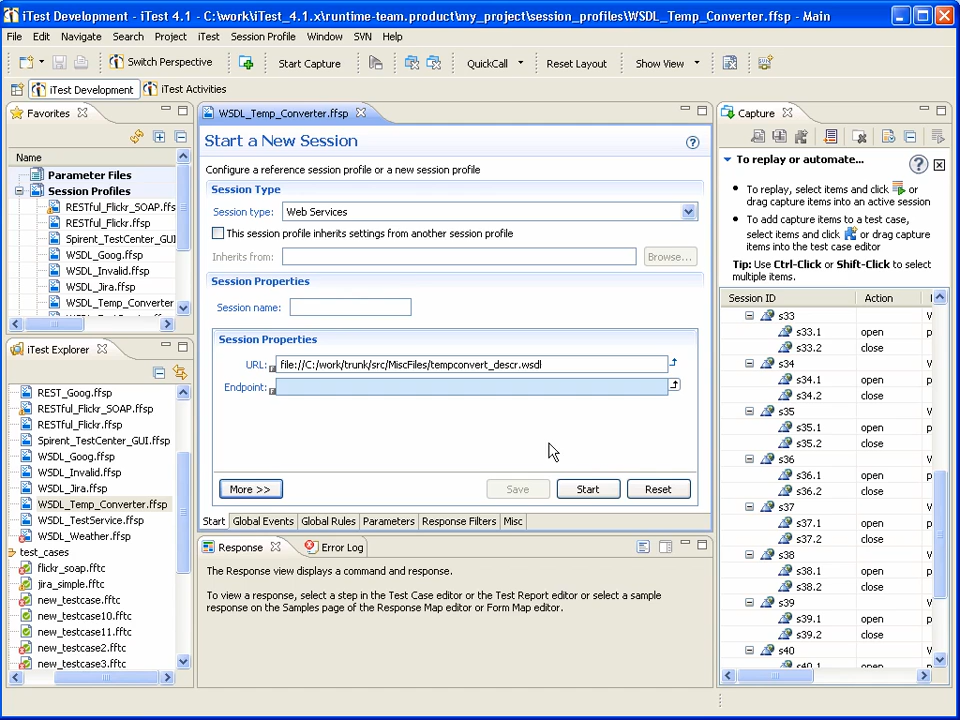 iTest Development - iTest 4.1 - C:\work\iTest_4.1.x\runtime-team.product\my_project\session_profiles\WSDL_Temp_Converter.ffsp - Main
File Edit Navigate Search Project iTest Session Profile Window SVN Help
Switch Perspective Start Capture QuickCall Reset Layout Show View
iTest Development iTest Activities
Favorites
Name
Parameter Files
Session Profiles
RESTful_Flickr_SOAP.ffs
RESTful_Flickr.ffsp
Spirent_TestCenter_GUI
WSDL_Goog.ffsp
WSDL_Invalid.ffsp
WSDL_Jira.ffsp
WSDL_Temp_Converter
iTest Explorer
REST_Goog.ffsp
RESTful_Flickr_SOAP.ffsp
RESTful_Flickr.ffsp
Spirent_TestCenter_GUI.ffsp
WSDL_Goog.ffsp
WSDL_Invalid.ffsp
WSDL_Jira.ffsp
WSDL_Temp_Converter.ffsp
WSDL_TestService.ffsp
WSDL_Weather.ffsp
test_cases
flickr_soap.fftc
jira_simple.fftc
new_testcase.fftc
new_testcase10.fftc
new_testcase11.fftc
new_testcase2.fftc
new_testcase3.fftc
WSDL_Temp_Converter.ffsp
Start a New Session
Configure a reference session profile or a new session profile
Session Type
Session type: Web Services
This session profile inherits settings from another session profile
Inherits from: Browse...
Session Properties
Session name:
Session Properties
URL: file://C:/work/trunk/src/MiscFiles/tempconvert_descr.wsdl
Endpoint:
More >> Save Start Reset
Start Global Events Global Rules Parameters Response Filters Misc
Response Error Log
The Response view displays a command and response.
To view a response, select a step in the Test Case editor or the Test Report editor or select a sample
response on the Samples page of the Response Map editor or Form Map editor.
Capture
To replay or automate...
To replay, select items and click or
drag capture items into an active session
To add capture items to a test case,
select items and click or drag capture
items into the test case editor
Tip: Use Ctrl-Click or Shift-Click to select
multiple items.
Session ID Action
s33
s33.1 open
s33.2 close
s34
s34.1 open
s34.2 close
s35
s35.1 open
s35.2 close
s36
s36.1 open
s36.2 close
s37
s37.1 open
s37.2 close
s38
s38.1 open
s38.2 close
s39
s39.1 open
s39.2 close
s40
s40.1 open